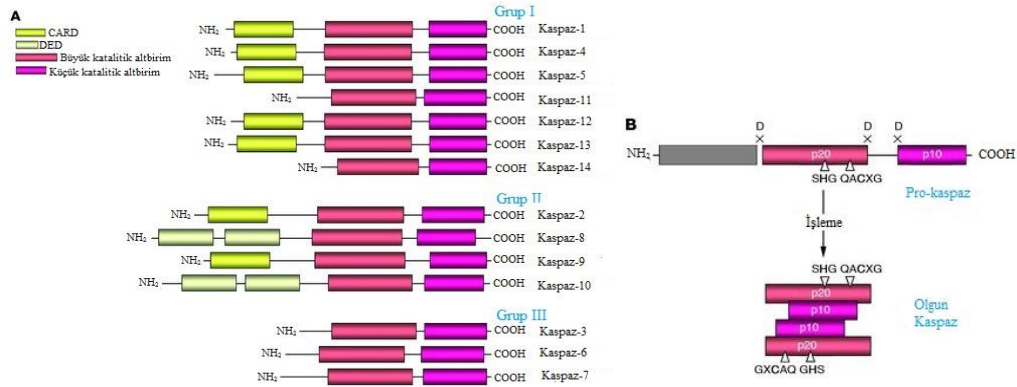 A
CARD
DED
Büyük katalitik altbirim
Küçük katalitik altbirim
Grup I
NH2 COOH Kaspaz-1
NH2 COOH Kaspaz-4
NH2 COOH Kaspaz-5
NH2 COOH Kaspaz-11
NH2 COOH Kaspaz-12
NH2 COOH Kaspaz-13
NH2 COOH Kaspaz-14
Grup II
NH2 COOH Kaspaz-2
NH2 COOH Kaspaz-8
NH2 COOH Kaspaz-9
NH2 COOH Kaspaz-10
Grup III
NH2 COOH Kaspaz-3
NH2 COOH Kaspaz-6
NH2 COOH Kaspaz-7
B
D D D
X X X
NH2 p20 p10 COOH
SHG QACXG
Pro-kaspaz
İşleme
SHG QACXG
p20
p10
p10
p20
GXCAQ GHS
Olgun
Kaspaz